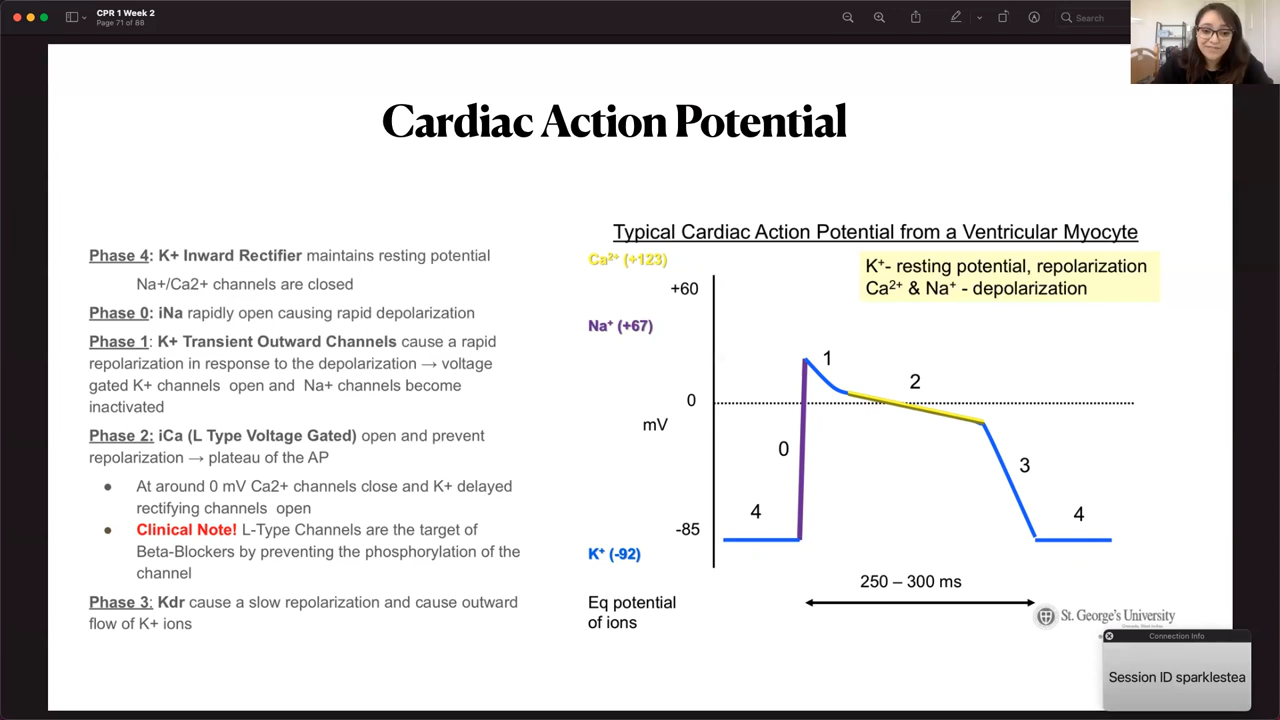 CPR 1 Week 2
Page 71 of 88
Search
Cardiac Action Potential
Phase 4: K+ Inward Rectifier maintains resting potential
Na+/Ca2+ channels are closed
Phase 0: iNa rapidly open causing rapid depolarization
Phase 1: K+ Transient Outward Channels cause a rapid
repolarization in response to the depolarization → voltage
gated K+ channels open and Na+ channels become
inactivated
Phase 2: iCa (L Type Voltage Gated) open and prevent
repolarization → plateau of the AP
● At around 0 mV Ca2+ channels close and K+ delayed
rectifying channels open
● Clinical Note! L-Type Channels are the target of
Beta-Blockers by preventing the phosphorylation of the
channel
Phase 3: Kdr cause a slow repolarization and cause outward
flow of K+ ions
Typical Cardiac Action Potential from a Ventricular Myocyte
Ca²⁺ (+123)
K⁺- resting potential, repolarization
Ca²⁺ & Na⁺ - depolarization
+60
Na⁺ (+67)
1
2
0
mV
0
3
4
4
-85
K⁺ (-92)
250 – 300 ms
Eq potential
of ions
St. George's University
Connection Info
Session ID sparklestea